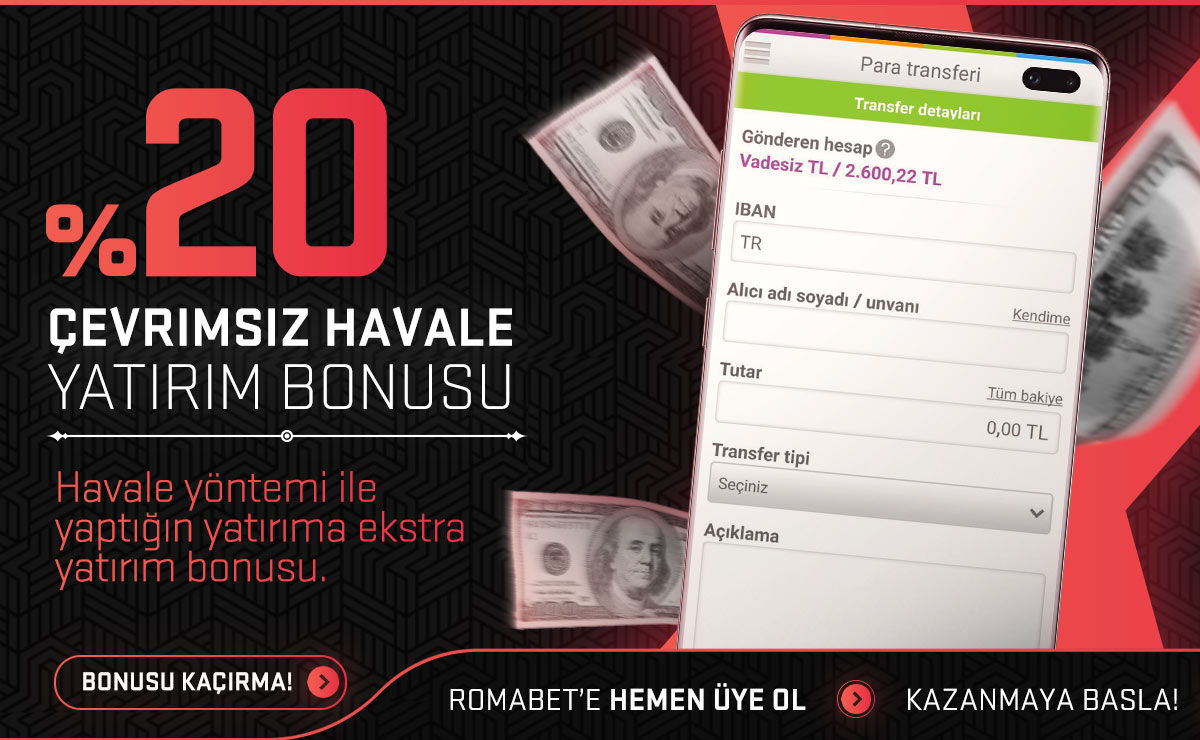 %20
ÇEVRIMSIZ HAVALE
YATIRIM BONUSU
Havale yöntemi ile
yaptığın yatırıma ekstra
yatırım bonusu.
BONUSU KAÇIRMA!
Para transferi
Transfer detayları
Gönderen hesap ?
Vadesiz TL / 2.600,22 TL
IBAN
TR
Alıcı adı soyadı / unvanı
Kendime
Tutar
Tüm bakiye
0,00 TL
Transfer tipi
Seçiniz
Açıklama
ROMABET'E HEMEN ÜYE OL
KAZANMAYA BASLA!